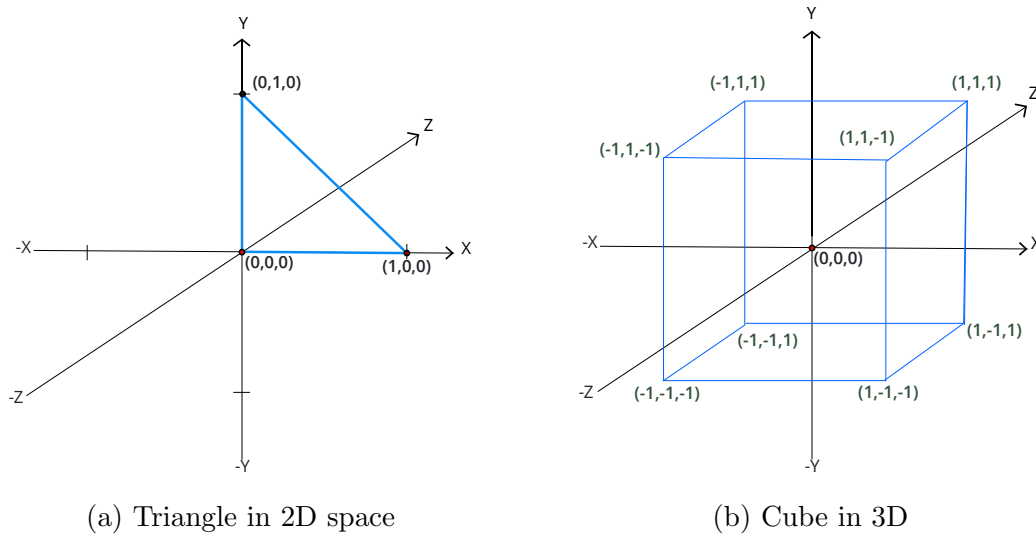 Y
(0,1,0)
Z
-X
X
(0,0,0)
(1,0,0)
-Z
-Y
(a) Triangle in 2D space
Y
(-1,1,1)
(1,1,1)
Z
(-1,1,-1)
(1,1,-1)
-X
X
(0,0,0)
(-1,-1,1)
(1,-1,1)
-Z
(-1,-1,-1)
(1,-1,-1)
-Y
(b) Cube in 3D